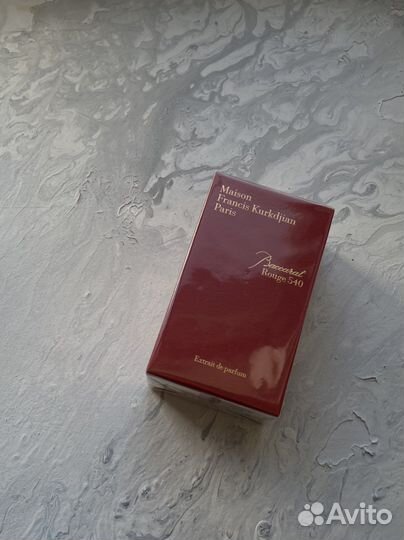 Maison
Francis Kurkdjian
Paris
Baccarat
Rouge 540
Extrait de parfum
Avito